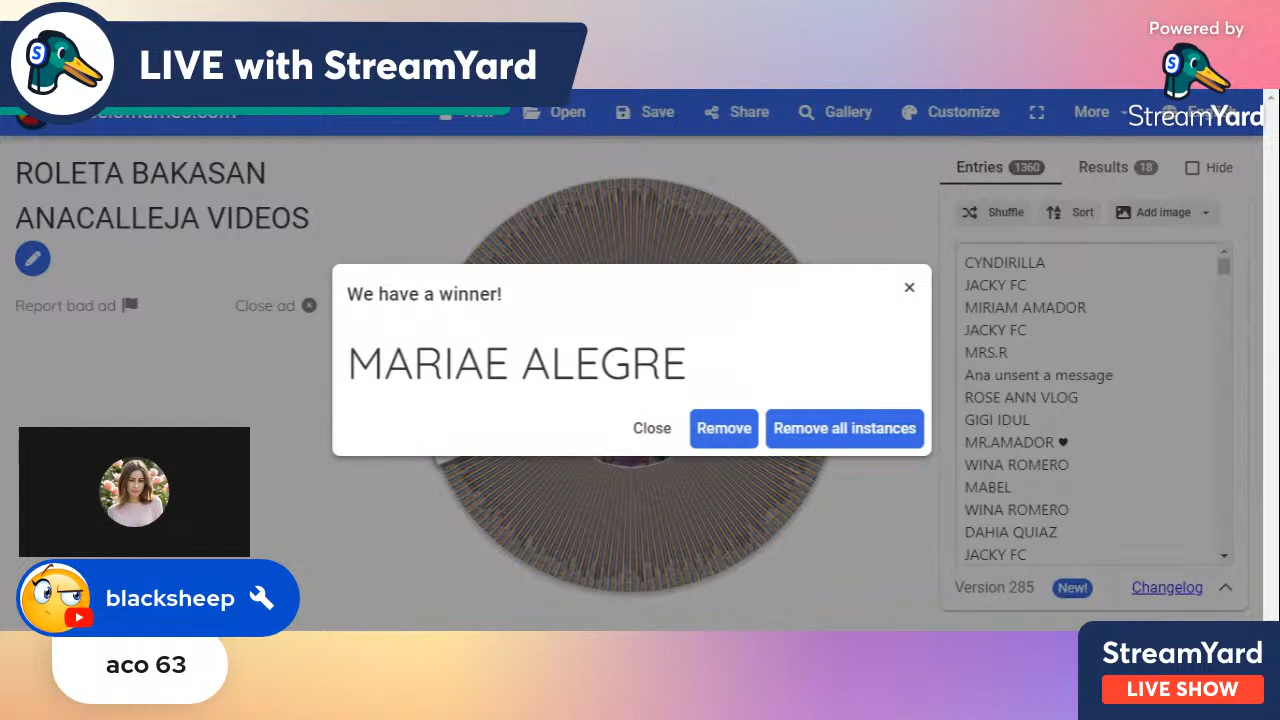 LIVE with StreamYard
Powered by
StreamYard
Open
Save
Share
Gallery
Customize
More
ROLETA BAKASAN
ANACALLEJA VIDEOS
Report bad ad
Close ad
Entries 1360
Results 18
Hide
Shuffle
Sort
Add image
CYNDIRILLA
JACKY FC
MIRIAM AMADOR
JACKY FC
MRS.R
Ana unsent a message
ROSE ANN VLOG
GIGI IDUL
MR.AMADOR ♥
WINA ROMERO
MABEL
WINA ROMERO
DAHIA QUIAZ
JACKY FC
Version 285
New!
Changelog
We have a winner!
MARIAE ALEGRE
Close
Remove
Remove all instances
S
blacksheep
aco 63
StreamYard
LIVE SHOW